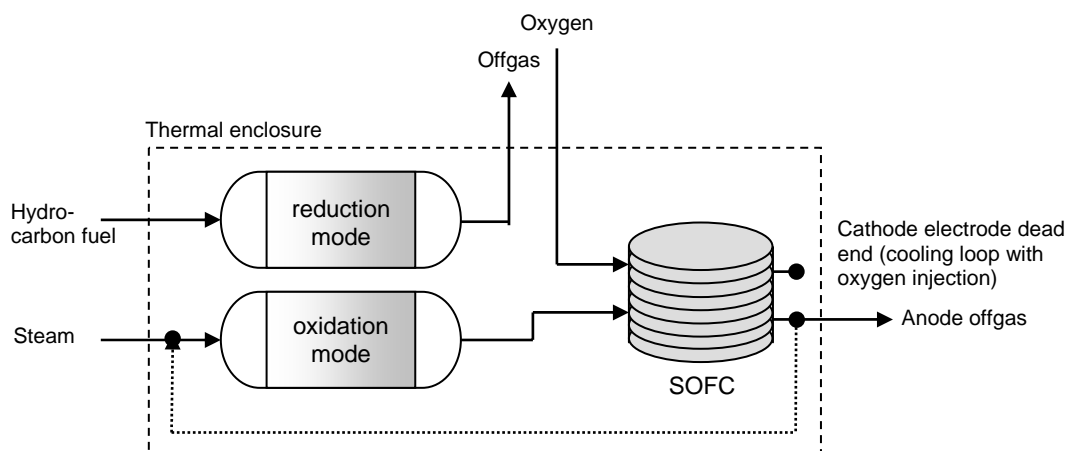 Oxygen
Offgas
Thermal enclosure
Hydro-
carbon fuel
reduction
mode
Cathode electrode dead
end (cooling loop with
oxygen injection)
Steam
oxidation
mode
Anode offgas
SOFC